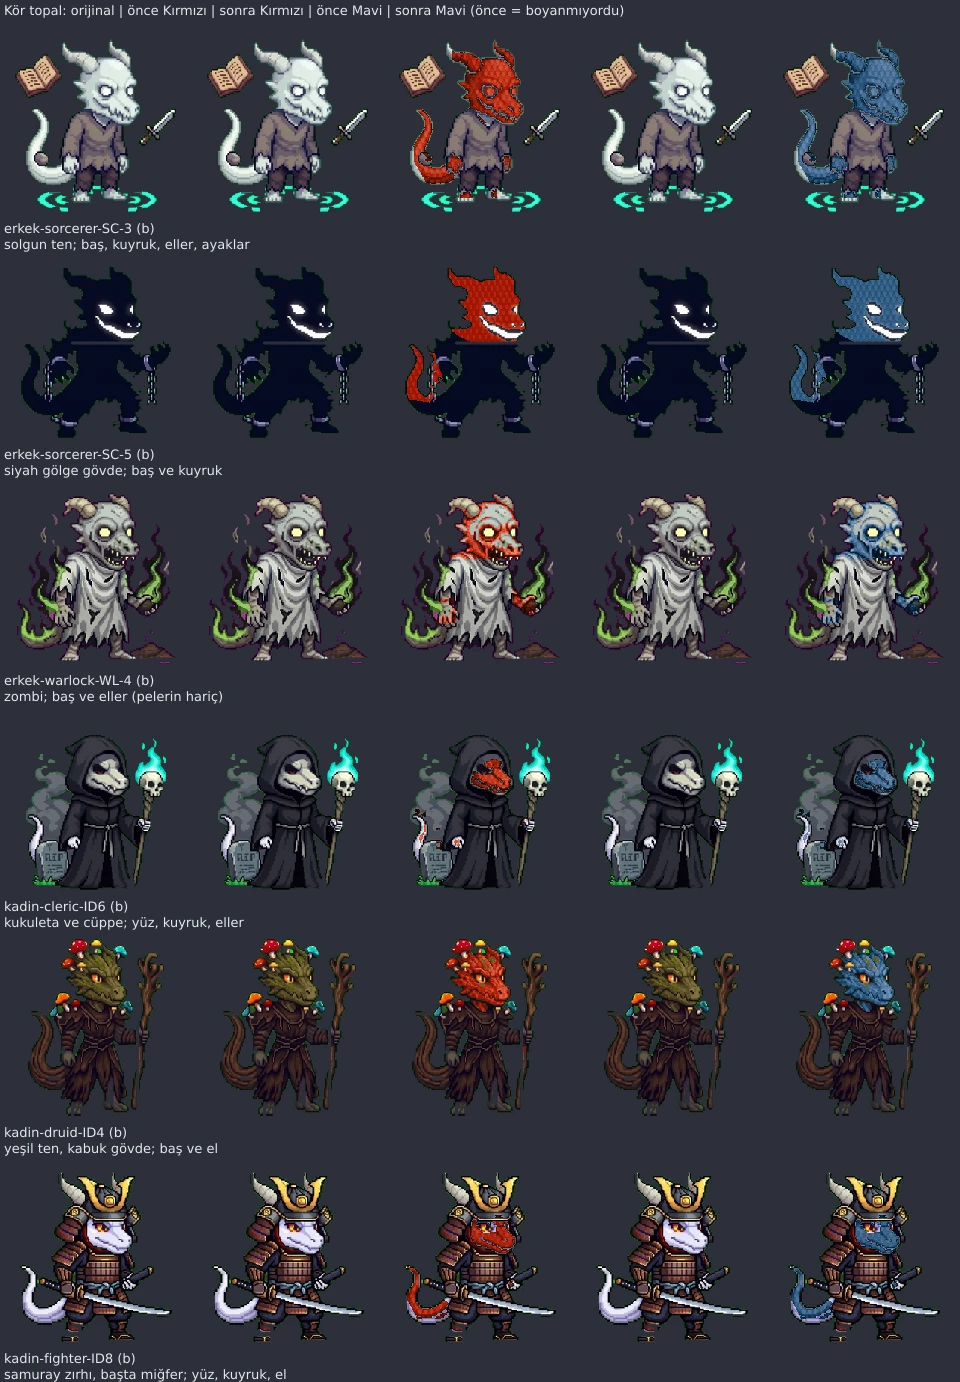 Kör topal: orijinal | önce Kırmızı | sonra Kırmızı | önce Mavi | sonra Mavi (önce = boyanmıyordu)
erkek-sorcerer-SC-3 (b)
solgun ten; baş, kuyruk, eller, ayaklar
erkek-sorcerer-SC-5 (b)
siyah gölge gövde; baş ve kuyruk
erkek-warlock-WL-4 (b)
zombi; baş ve eller (pelerin hariç)
R.I.P R.I.P R.I.P R.I.P R.I.P
kadin-cleric-ID6 (b)
kukuleta ve cüppe; yüz, kuyruk, eller
kadin-druid-ID4 (b)
yeşil ten, kabuk gövde; baş ve el
kadin-fighter-ID8 (b)
samuray zırhı, başta miğfer; yüz, kuyruk, el